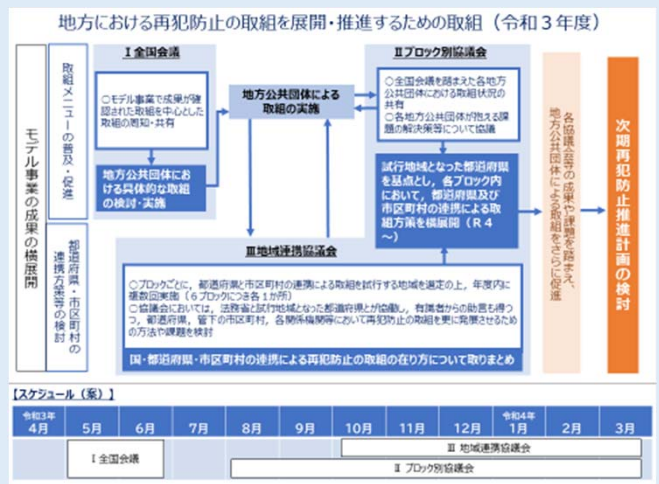 地方における再犯防止の取組を展開・推進するための取組（令和３年度）
モデル事業の成果の横展開
取組メニューの普及・促進
都道府県・市区町村の
連携方策等の検討
Ⅰ全国会議
○モデル事業で成果が確
認された取組を中心とした
取組の周知・共有
地方公共団体にお
ける具体的な取組
の検討・実施
地方公共団体による
取組の実施
Ⅱブロック別協議会
○全国会議を踏まえた各地方
公共団体における取組状況の
共有
○各地方公共団体が抱える課
題の解決策等について協議
試行地域となった都道府県
を基点とし，各ブロック内
において，都道府県及び
市区町村の連携による取
組方策を横展開（Ｒ４
～）
Ⅲ地域連携協議会
○ブロックごとに，都道府県と市区町村の連携による取組を試行する地域を選定の上，年度内に
複数回実施（６ブロックにつき各１か所）
○協議会においては，法務省と試行地域となった都道府県とが協働し，有識者からの助言も得つ
つ，都道府県，管下の市区町村，各関係機関等において再犯防止の取組を更に発展させるため
の方法や課題を検討
国・都道府県・市区町村の連携による再犯防止の取組の在り方について取りまとめ
各協議会等の成果や課題を踏まえ、
地方公共団体による取組をさらに促進
次期再犯防止推進計画の検討
【スケジュール（案）】
令和3年
4月 5月 6月 7月 8月 9月 10月 11月 12月 令和4年 1月 2月 3月
Ⅰ 全国会議
Ⅲ 地域連携協議会
Ⅱ ブロック別協議会